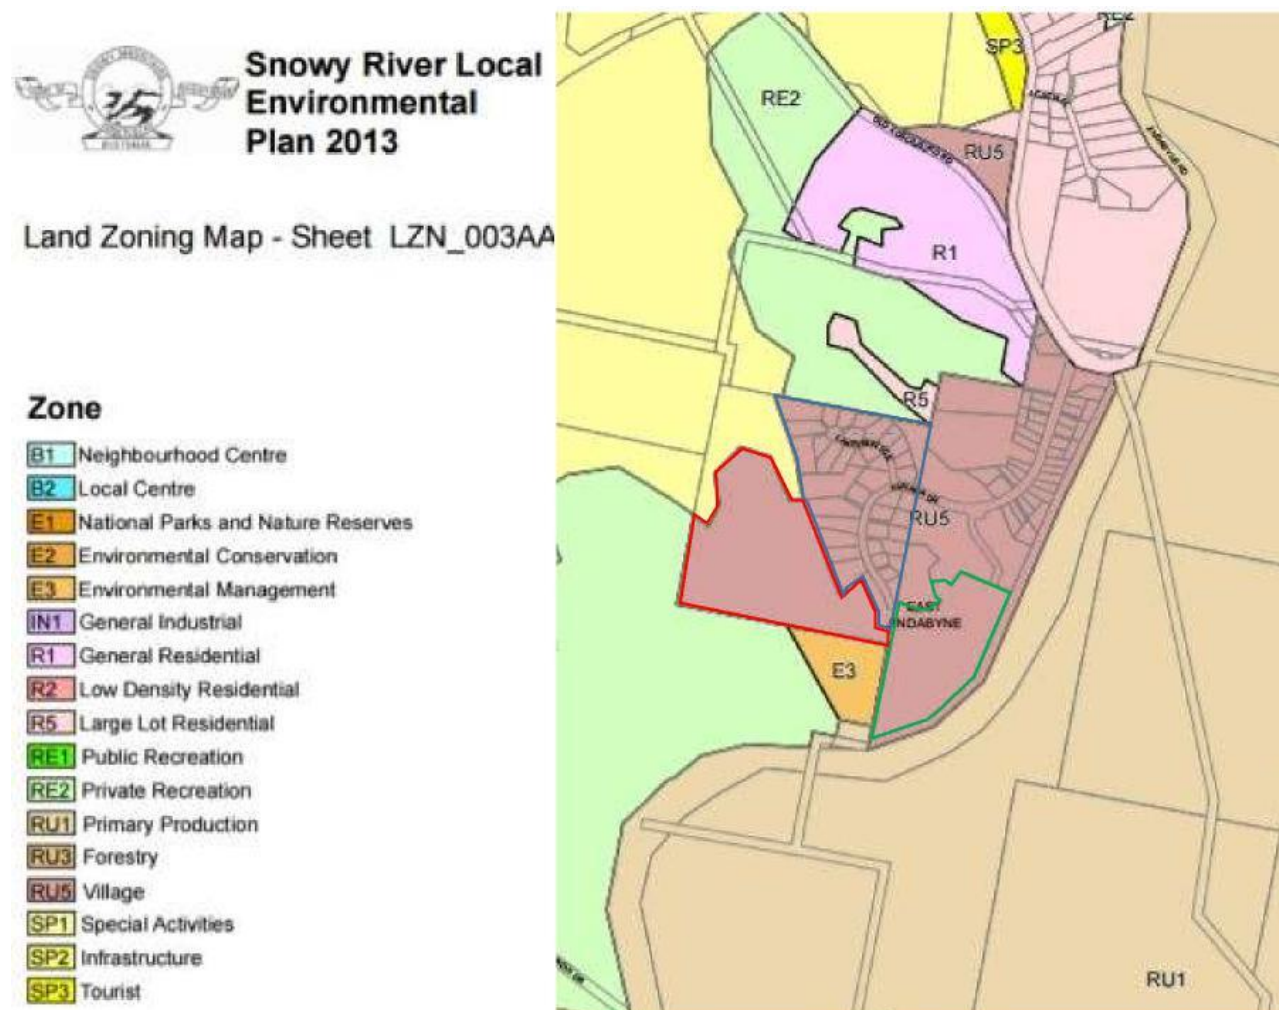 Snowy River Local
Environmental
Plan 2013
Land Zoning Map - Sheet LZN_003AA
Zone
B1 Neighbourhood Centre
B2 Local Centre
E1 National Parks and Nature Reserves
E2 Environmental Conservation
E3 Environmental Management
IN1 General Industrial
R1 General Residential
R2 Low Density Residential
R5 Large Lot Residential
RE1 Public Recreation
RE2 Private Recreation
RU1 Primary Production
RU3 Forestry
RU5 Village
SP1 Special Activities
SP2 Infrastructure
SP3 Tourist
RE2
SP3
RE2
RU5
R1
R5
RU5
EAST
NDABYNE
E3
RU1